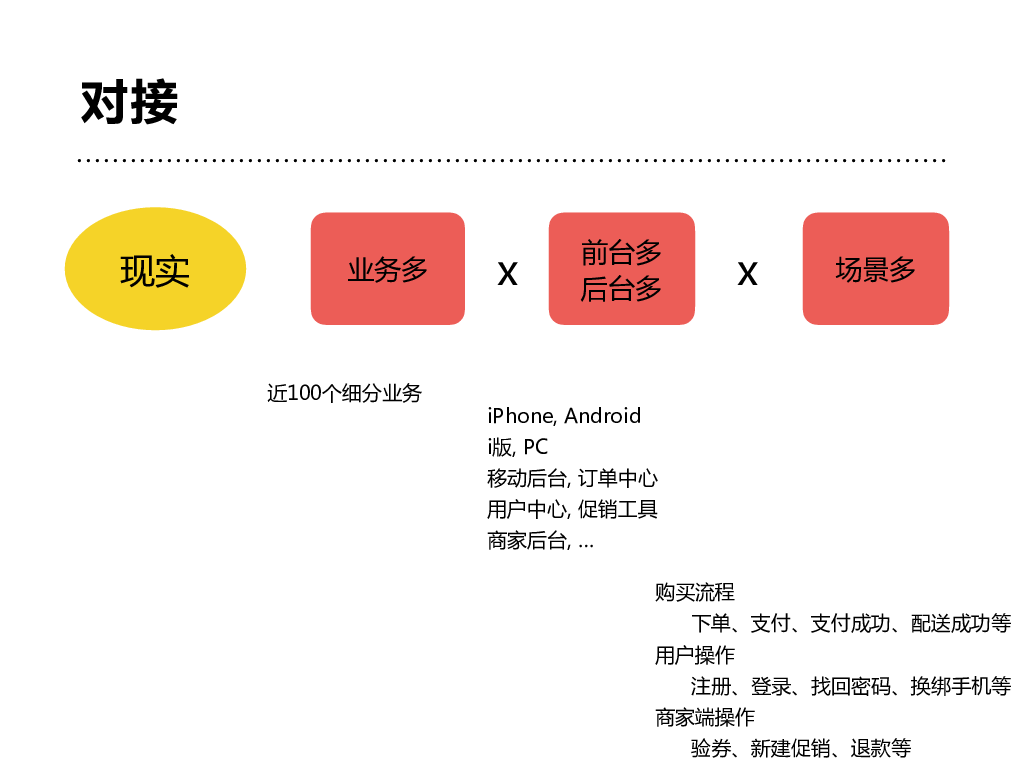 对接
现实
业务多
x
前台多
后台多
x
场景多
近100个细分业务
iPhone, Android
i版, PC
移动后台, 订单中心
用户中心, 促销工具
商家后台, ...
购买流程
下单、支付、支付成功、配送成功等
用户操作
注册、登录、找回密码、换绑手机等
商家端操作
验券、新建促销、退款等